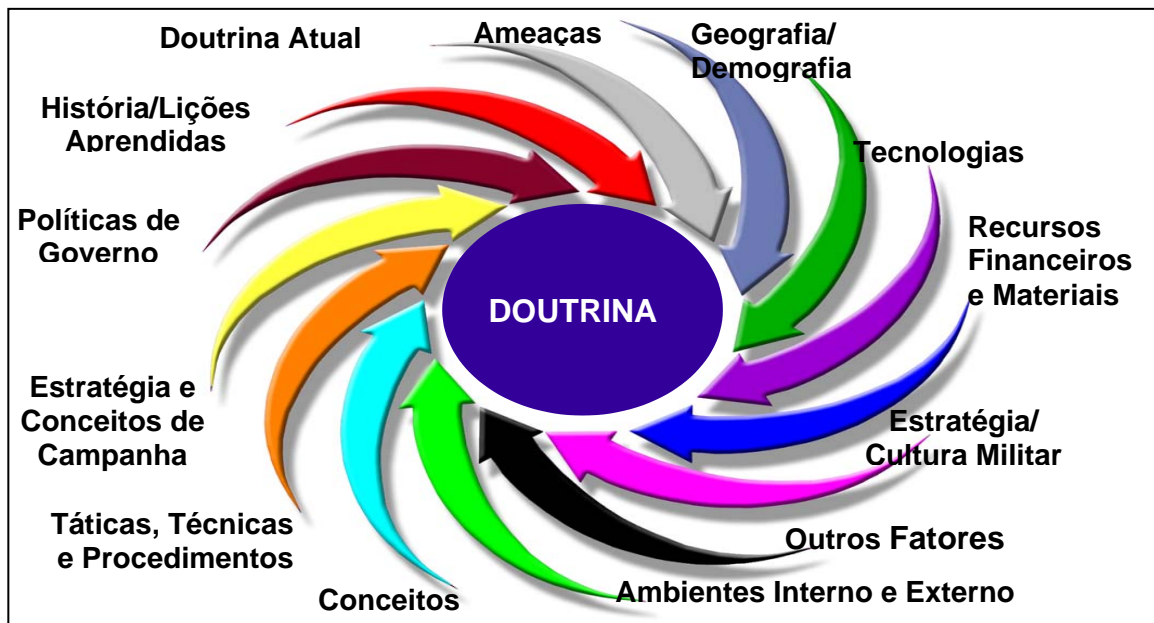 Doutrina Atual
Ameaças
Geografia/
Demografia
História/Lições
Aprendidas
Tecnologias
Políticas de
Governo
Recursos
Financeiros
e Materiais
DOUTRINA
Estratégia e
Conceitos de
Campanha
Estratégia/
Cultura Militar
Táticas, Técnicas
e Procedimentos
Outros Fatores
Conceitos
Ambientes Interno e Externo